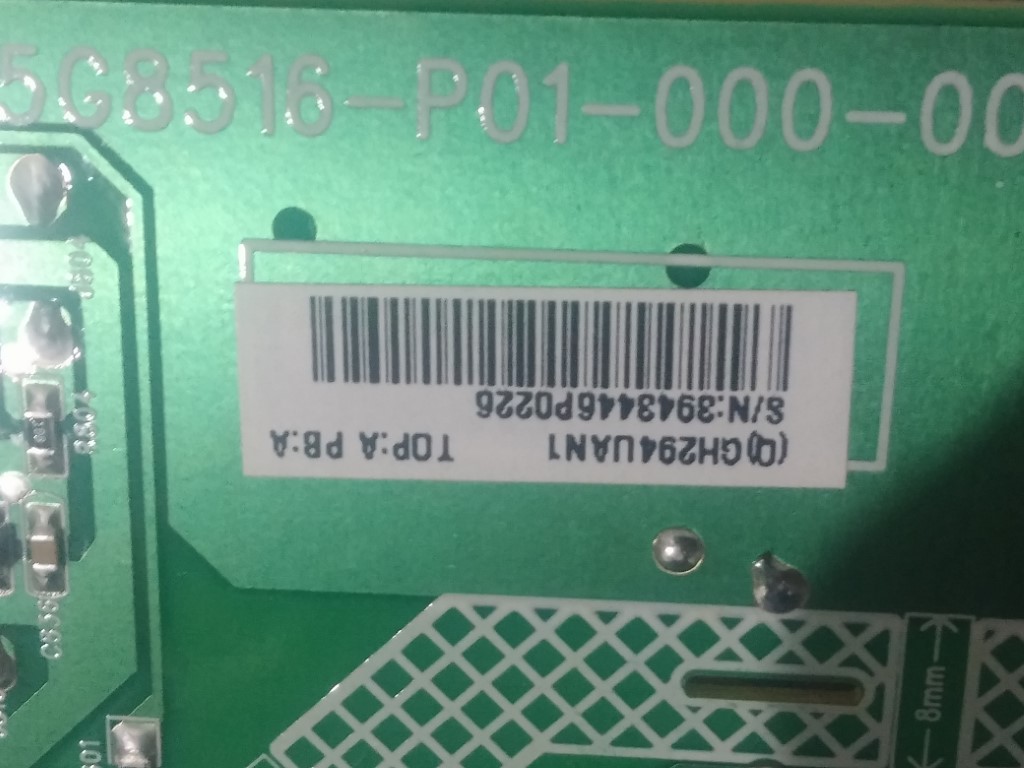 5G8516-P01-000-00
(Q)GH294UAN1 TOP:A PB:A
S/N:3943446P0226
8mm